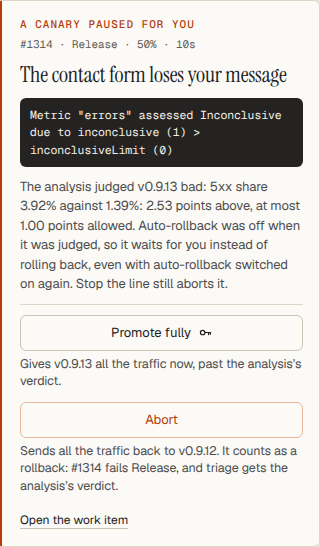 A CANARY PAUSED FOR YOU
#1314 · Release · 50% · 10s
The contact form loses your message
Metric "errors" assessed Inconclusive
due to inconclusive (1) >
inconclusiveLimit (0)
The analysis judged v0.9.13 bad: 5xx share
3.92% against 1.39%: 2.53 points above, at most
1.00 points allowed. Auto-rollback was off when
it was judged, so it waits for you instead of
rolling back, even with auto-rollback switched
on again. Stop the line still aborts it.
Promote fully
Gives v0.9.13 all the traffic now, past the analysis's
verdict.
Abort
Sends all the traffic back to v0.9.12. It counts as a
rollback: #1314 fails Release, and triage gets the
analysis's verdict.
Open the work item